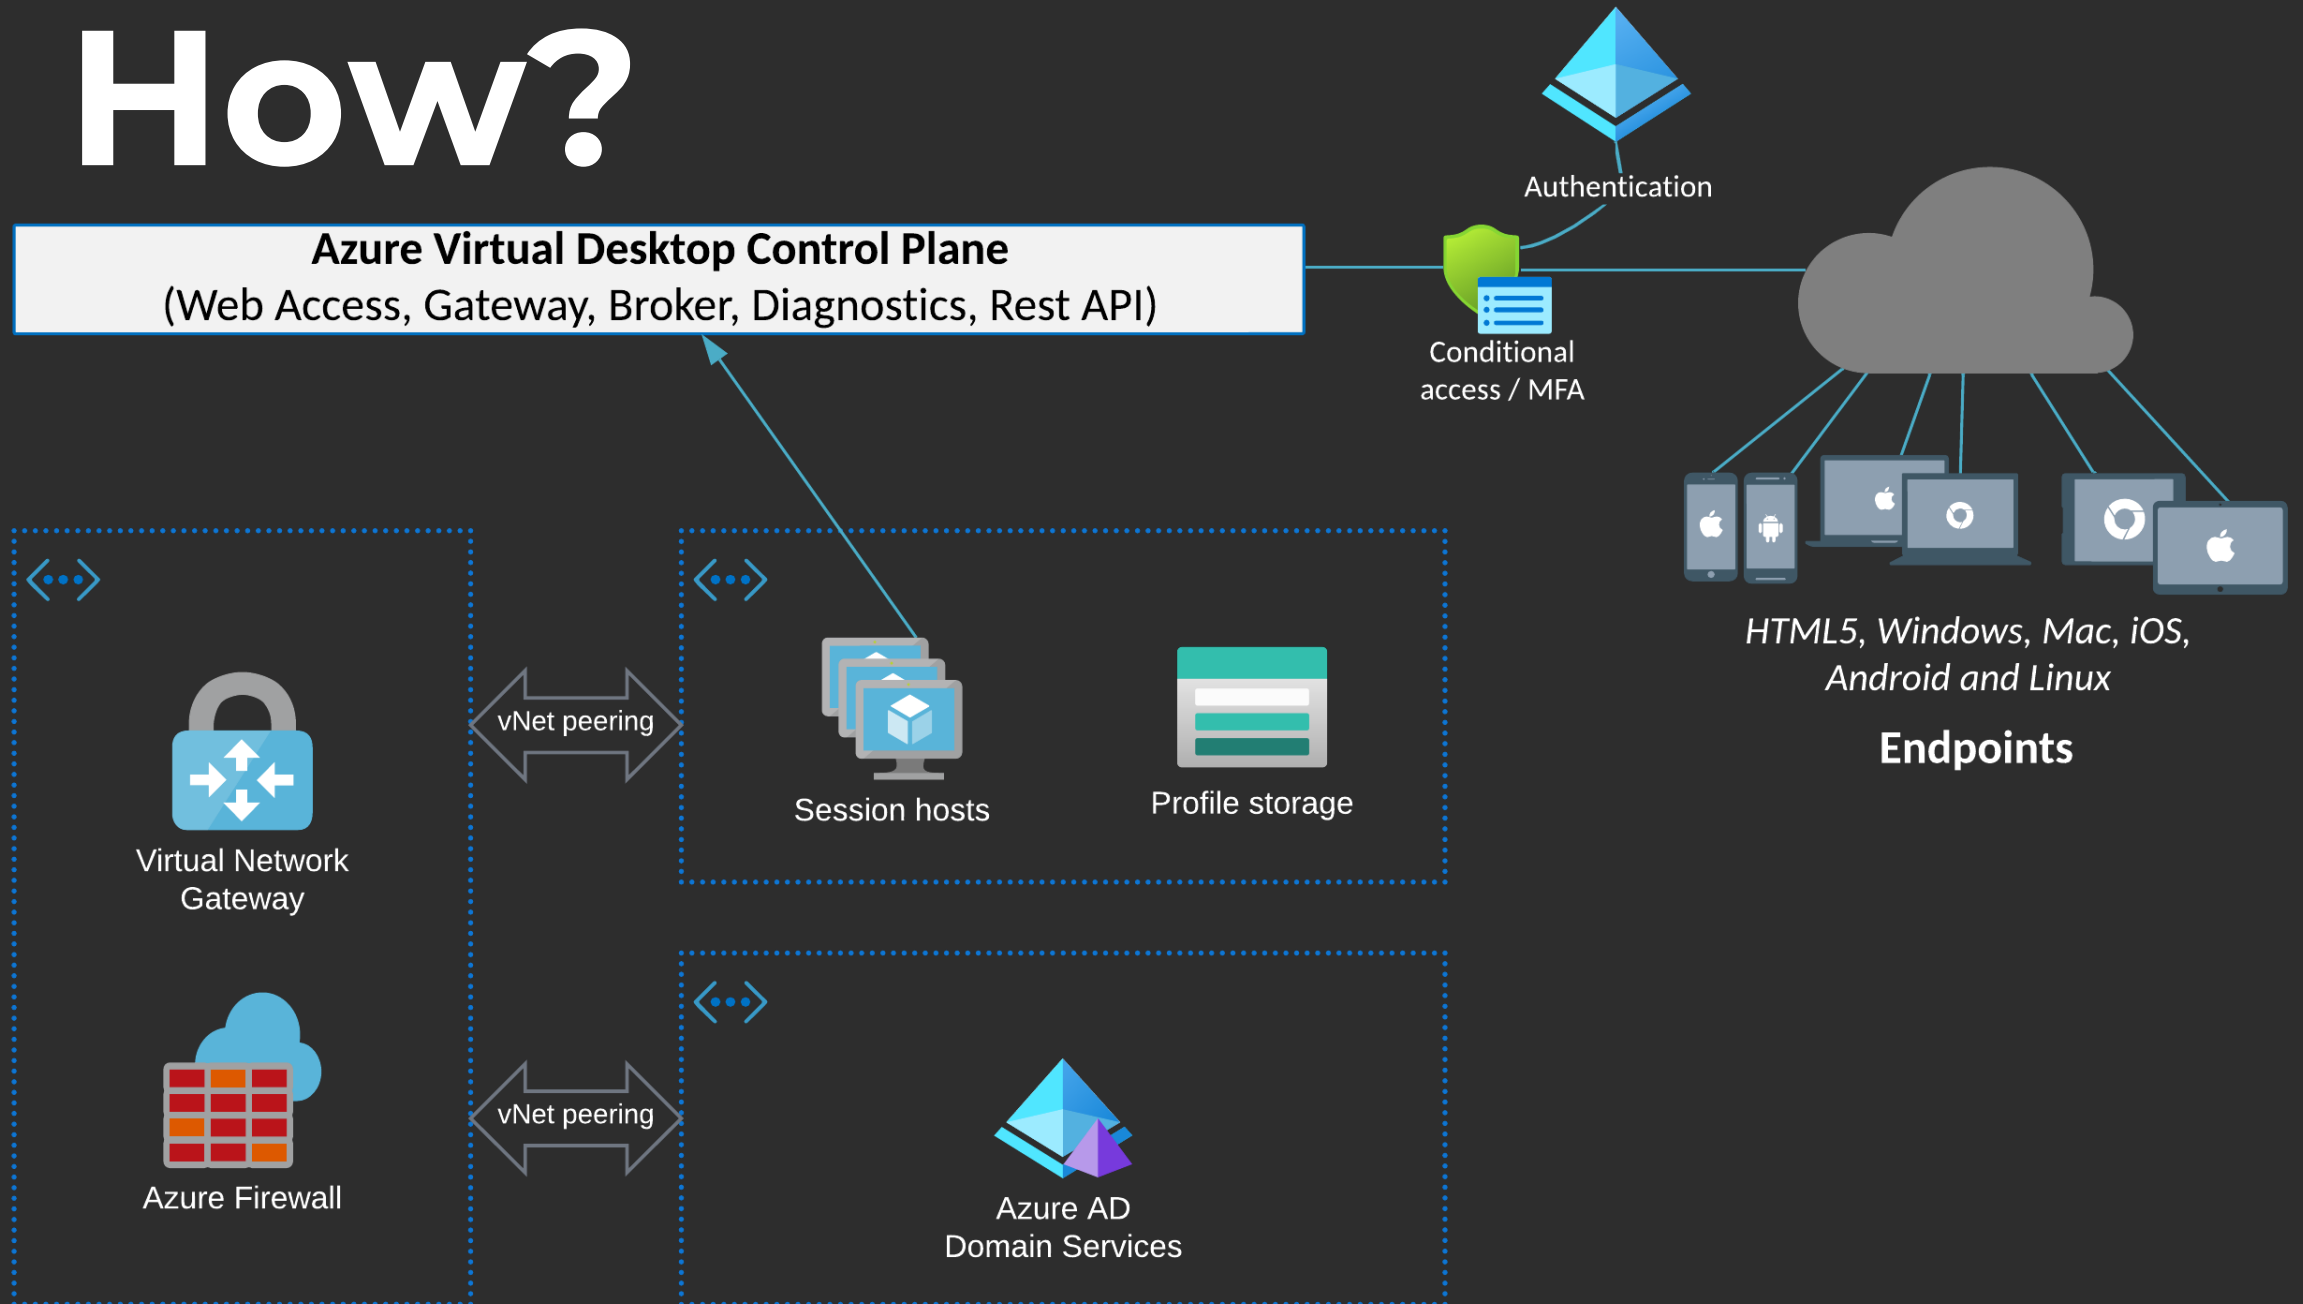 How?
Authentication
Azure Virtual Desktop Control Plane
(Web Access, Gateway, Broker, Diagnostics, Rest API)
Conditional
access / MFA
HTML5, Windows, Mac, iOS,
Android and Linux
Endpoints
vNet peering
Session hosts
Profile storage
Virtual Network
Gateway
vNet peering
Azure Firewall
Azure AD
Domain Services